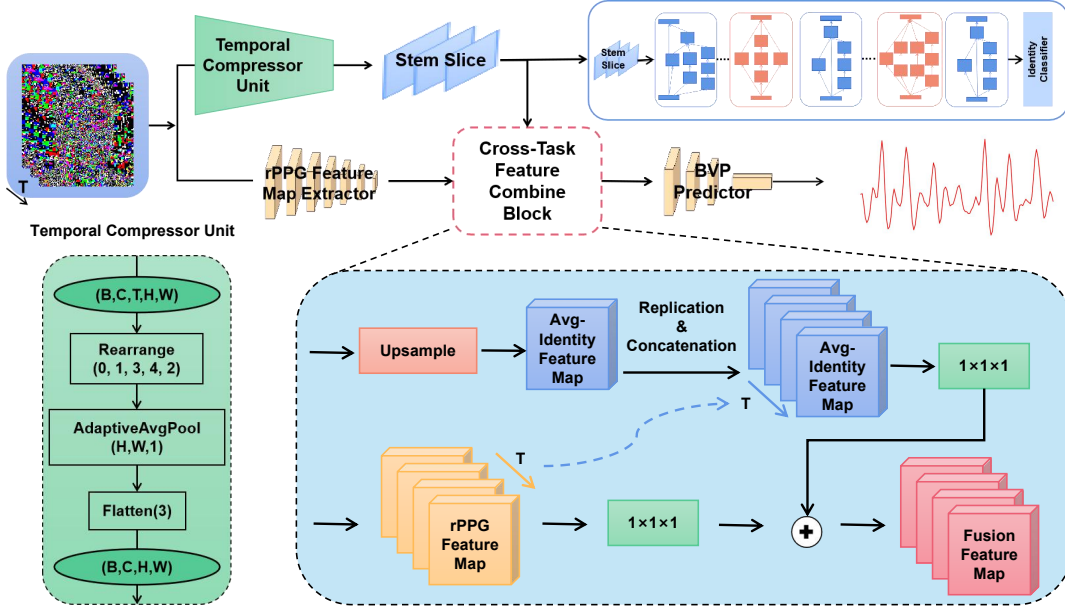 Temporal
Compressor
Unit
Stem Slice
Stem
Slice
Identity
Classifier
T
rPPG Feature
Map Extractor
Cross-Task
Feature
Combine
Block
BVP
Predictor
Temporal Compressor Unit
(B,C,T,H,W)
Rearrange
(0, 1, 3, 4, 2)
AdaptiveAvgPool
(H,W,1)
Flatten(3)
(B,C,H,W)
Upsample
Avg-
Identity
Feature
Map
Replication
&
Concatenation
T
Avg-
Identity
Feature
Map
1×1×1
T
rPPG
Feature
Map
1×1×1
Fusion
Feature
Map